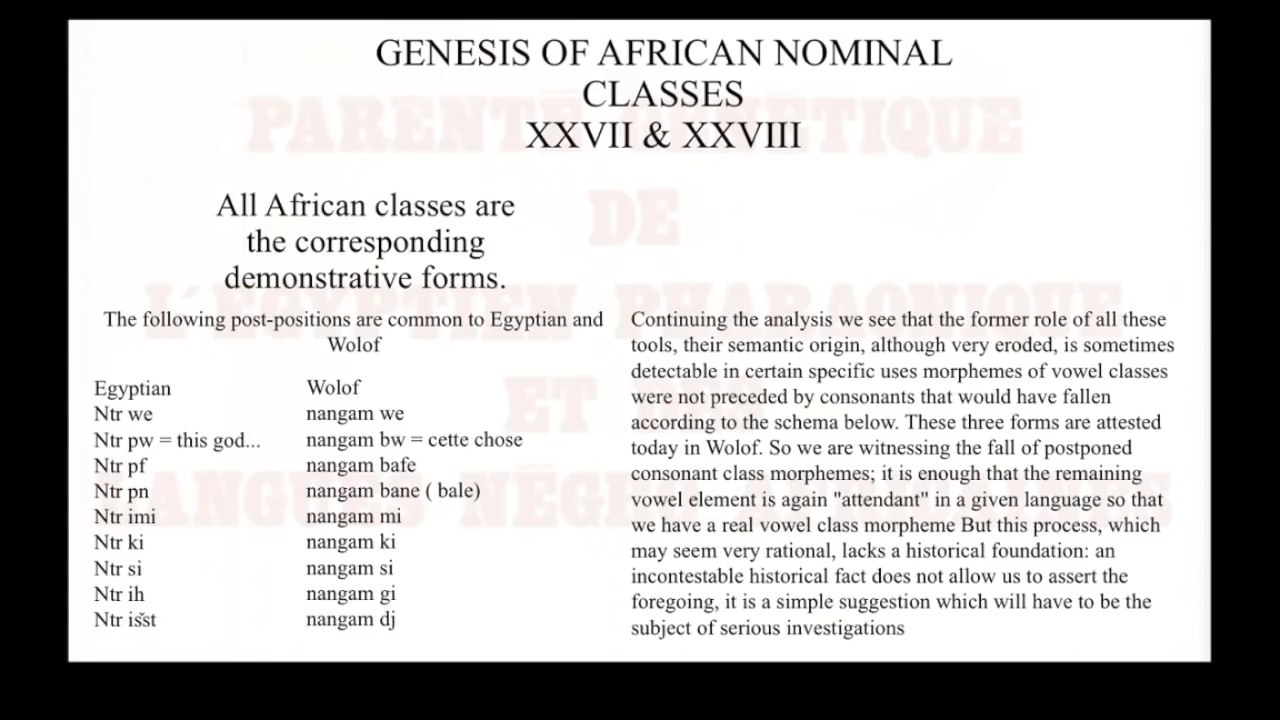 GENESIS OF AFRICAN NOMINAL
CLASSES
XXVII & XXVIII
All African classes are
the corresponding
demonstrative forms.
The following post-positions are common to Egyptian and
Wolof
Egyptian Wolof
Ntr we nangam we
Ntr pw = this god... nangam bw = cette chose
Ntr pf nangam bafe
Ntr pn nangam bane ( bale)
Ntr imi nangam mi
Ntr ki nangam ki
Ntr si nangam si
Ntr ih nangam gi
Ntr išst nangam dj
Continuing the analysis we see that the former role of all these
tools, their semantic origin, although very eroded, is sometimes
detectable in certain specific uses morphemes of vowel classes
were not preceded by consonants that would have fallen
according to the schema below. These three forms are attested
today in Wolof. So we are witnessing the fall of postponed
consonant class morphemes; it is enough that the remaining
vowel element is again "attendant" in a given language so that
we have a real vowel class morpheme But this process, which
may seem very rational, lacks a historical foundation: an
incontestable historical fact does not allow us to assert the
foregoing, it is a simple suggestion which will have to be the
subject of serious investigations
PARENTÉ GÉNÉTIQUE
DE
L'ÉGYPTIEN PHARAONIQUE
ET DES
LANGUES NÉGRO